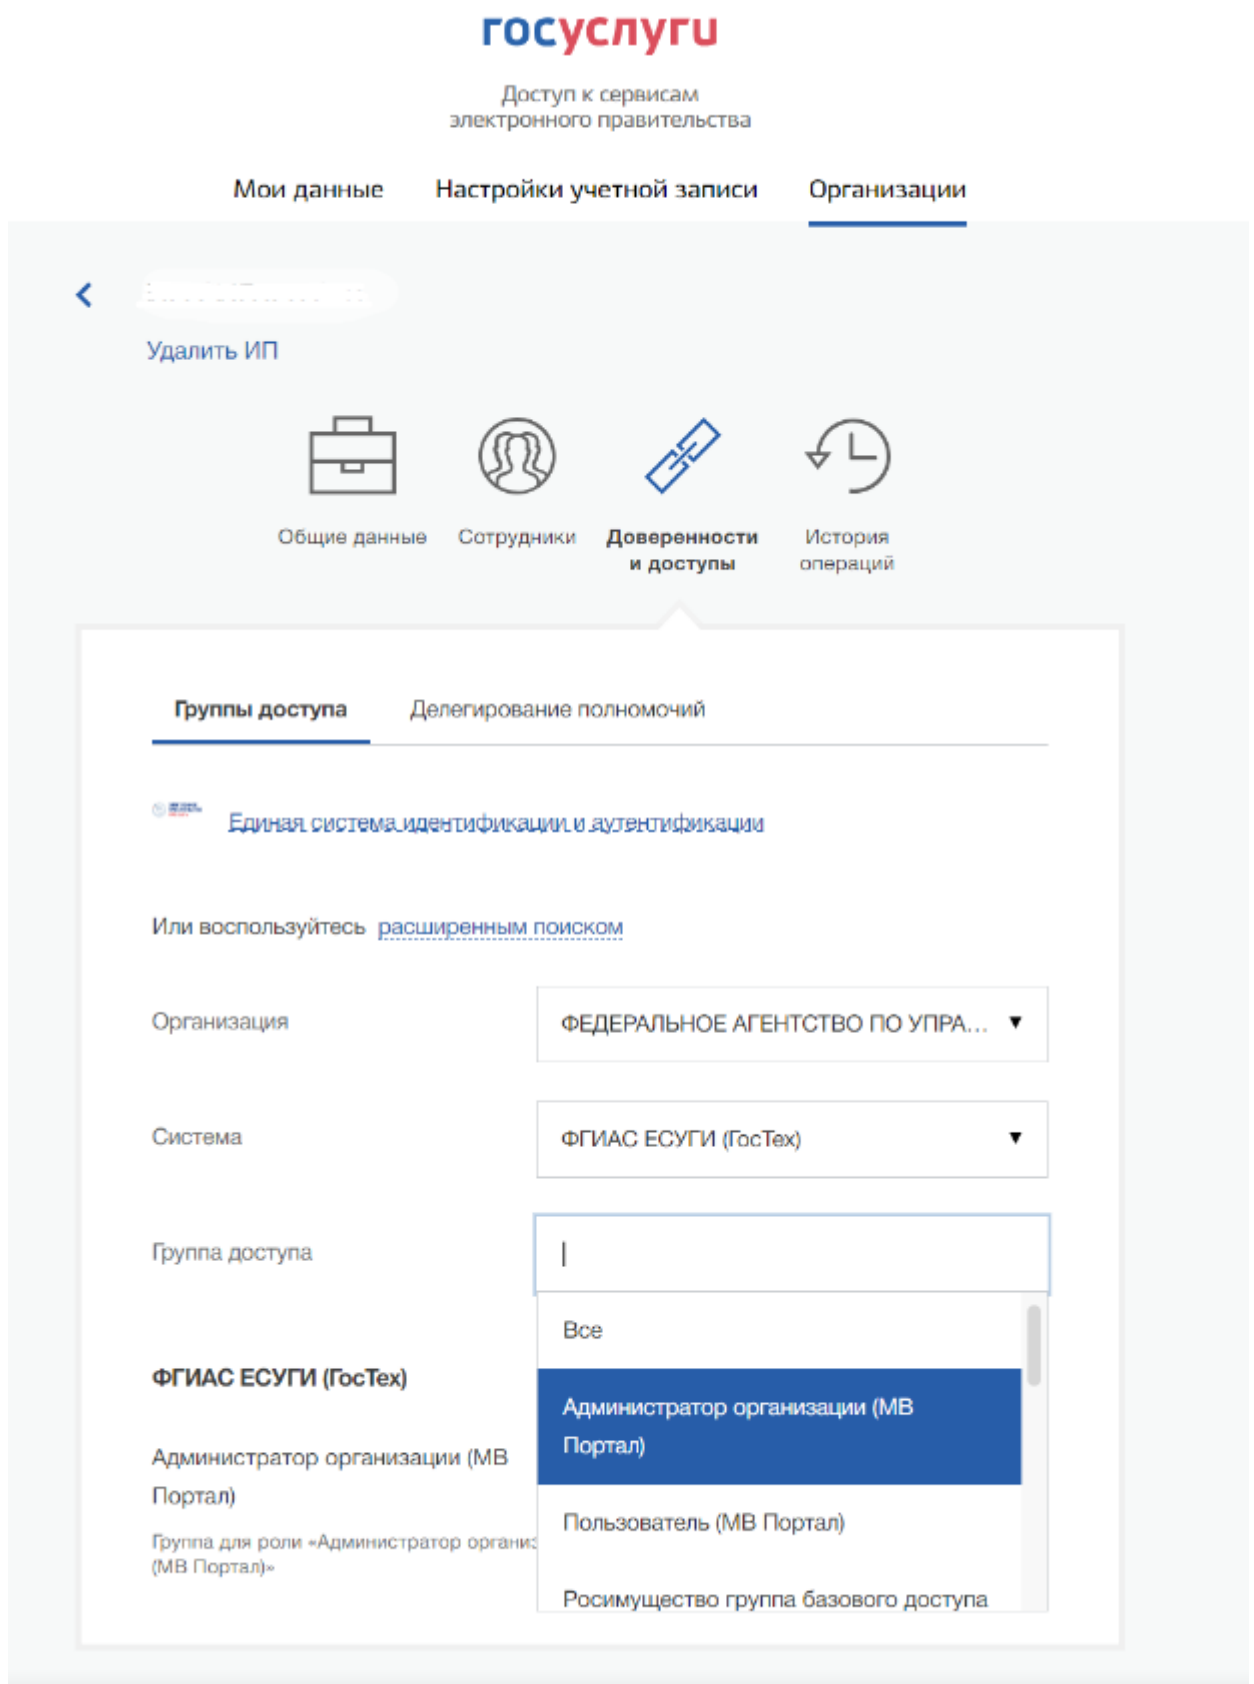 госуслуги
Доступ к сервисам
электронного правительства
Мои данные Настройки учетной записи Организации
Удалить ИП
Общие данные Сотрудники Доверенности и доступы История операций
Группы доступа Делегирование полномочий
Единая система идентификации и аутентификации
Или воспользуйтесь расширенным поиском
Организация ФЕДЕРАЛЬНОЕ АГЕНТСТВО ПО УПРА...
Система ФГИАС ЕСУГИ (ГосТех)
Группа доступа
Все
Администратор организации (МВ
Портал)
Пользователь (МВ Портал)
Росимущество группа базового доступа
ФГИАС ЕСУГИ (ГосТех)
Администратор организации (МВ
Портал)
Группа для роли «Администратор органи
(МВ Портал)»